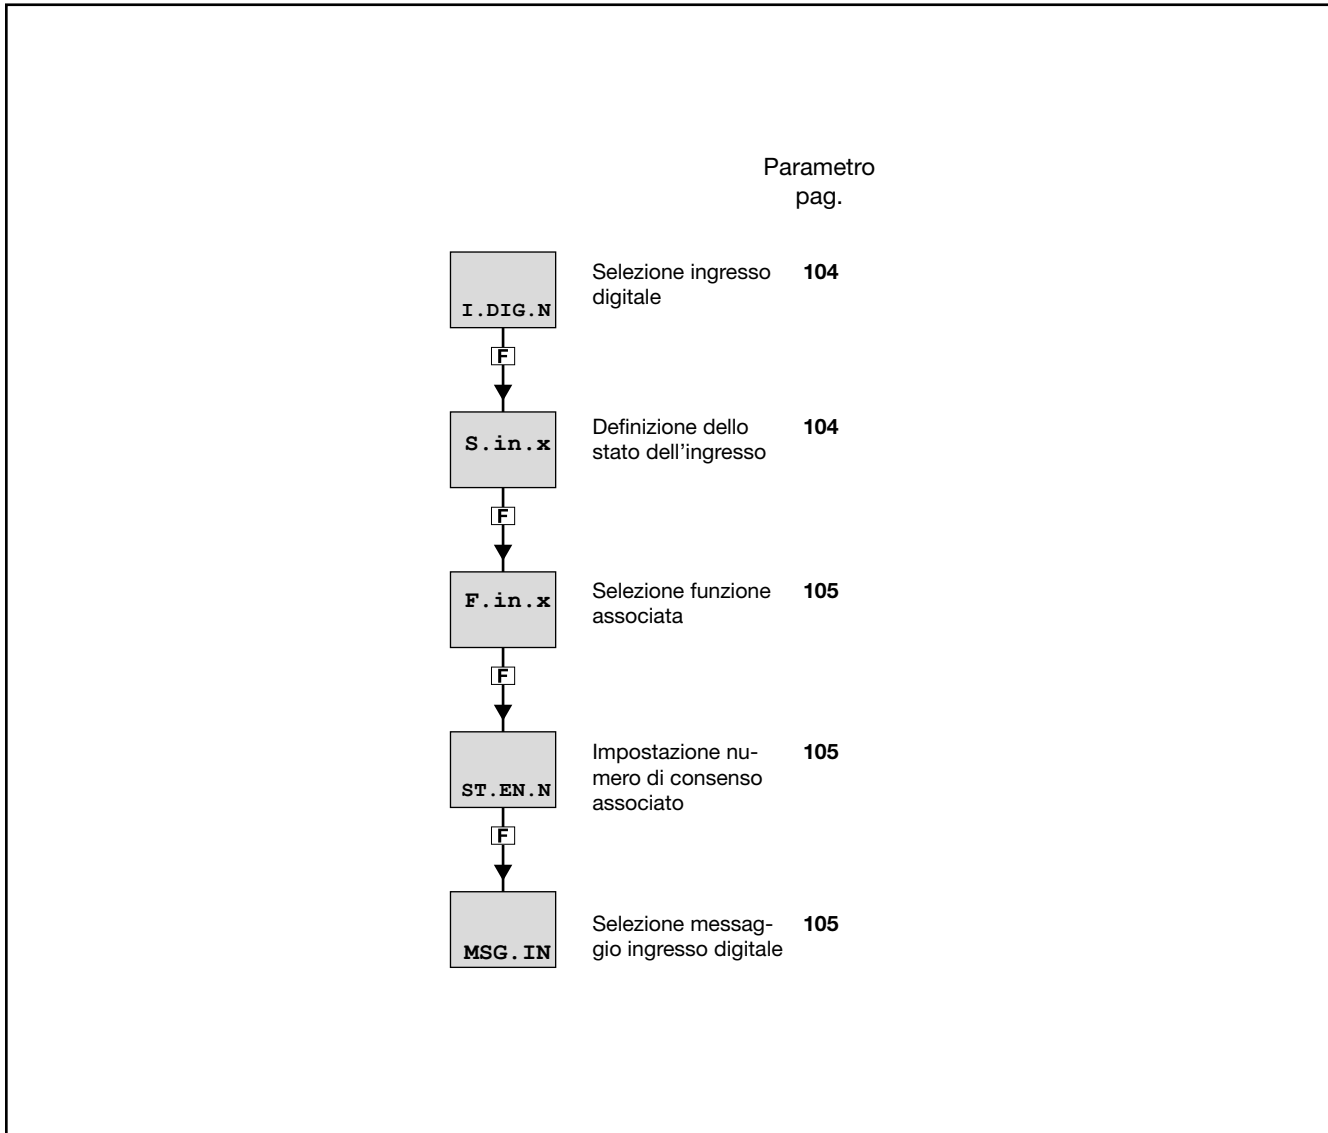 Parametro
pag.
I.DIG.N
Selezione ingresso
digitale
104
F
S.in.x
Definizione dello
stato dell'ingresso
104
F
F.in.x
Selezione funzione
associata
105
F
ST.EN.N
Impostazione nu-
mero di consenso
associato
105
F
MSG.IN
Selezione messag-
gio ingresso digitale
105